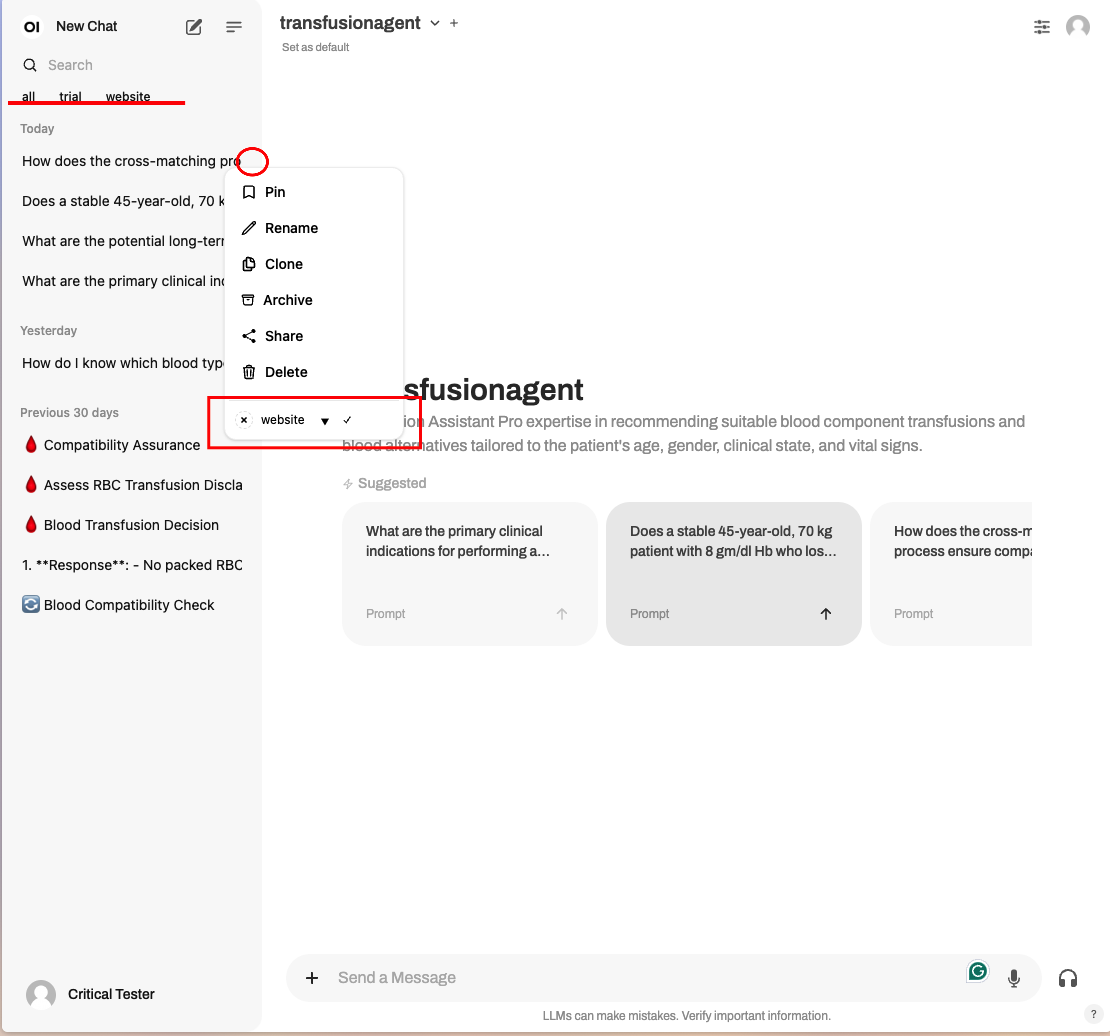 OI New Chat
Search
all trial website
Today
How does the cross-matching pro
Does a stable 45-year-old, 70 k
What are the potential long-terr
What are the primary clinical inc
Yesterday
How do I know which blood type
Previous 30 days
Compatibility Assurance
Assess RBC Transfusion Discla
Blood Transfusion Decision
1. **Response**: - No packed RBC
Blood Compatibility Check
Critical Tester
transfusionagent
Set as default
Pin
Rename
Clone
Archive
Share
Delete
website
sfusionagent
ion Assistant Pro expertise in recommending suitable blood component transfusions and
blood alternatives tailored to the patient's age, gender, clinical state, and vital signs.
Suggested
What are the primary clinical
indications for performing a...
Prompt
Does a stable 45-year-old, 70 kg
patient with 8 gm/dl Hb who los...
Prompt
How does the cross-m
process ensure compa
Prompt
Send a Message
LLMs can make mistakes. Verify important information.
?